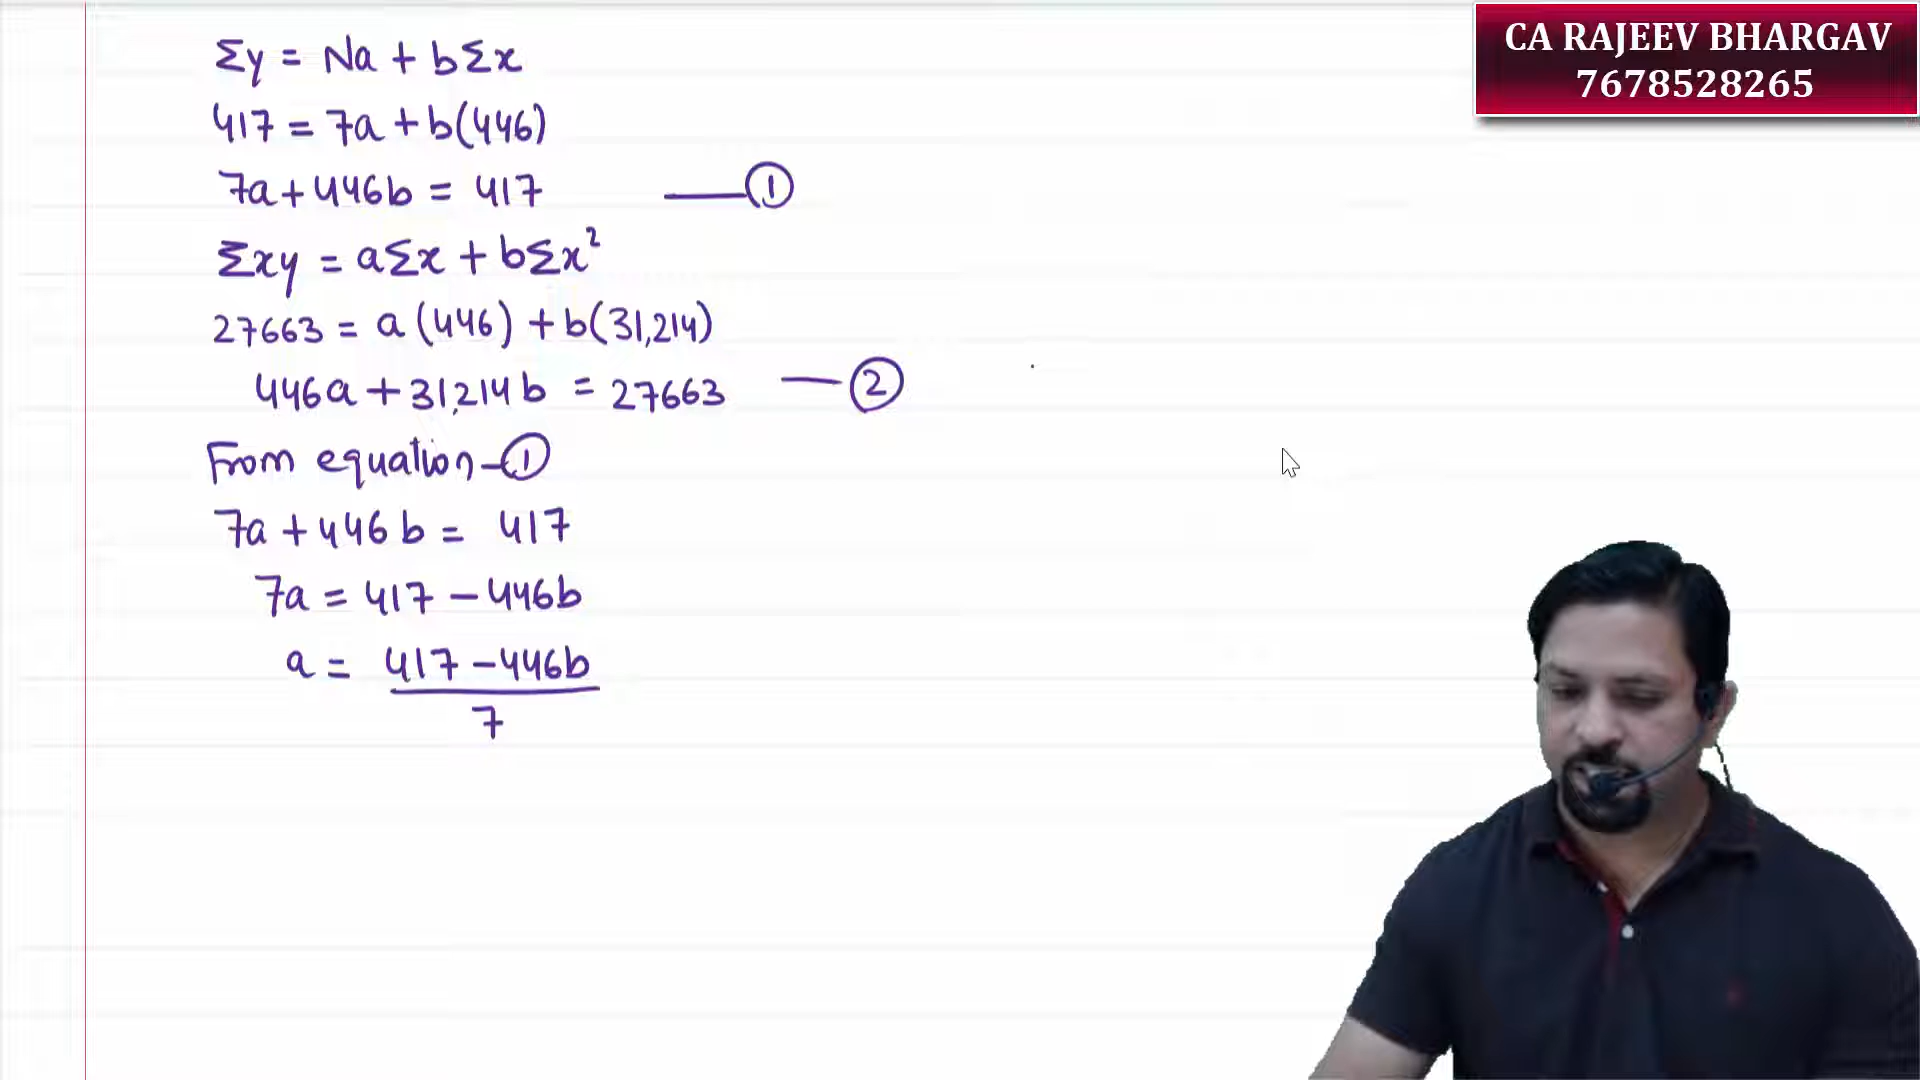 Σy = Na + bΣx
417 = 7a + b(446)
7a + 446b = 417 —①
Σxy = aΣx + bΣx²
27663 = a(446) + b(31,214)
446a + 31,214b = 27663 —②
From equation-①
7a + 446b = 417
7a = 417 - 446b
a = 417 - 446b
7
CA RAJEEV BHARGAV
7678528265